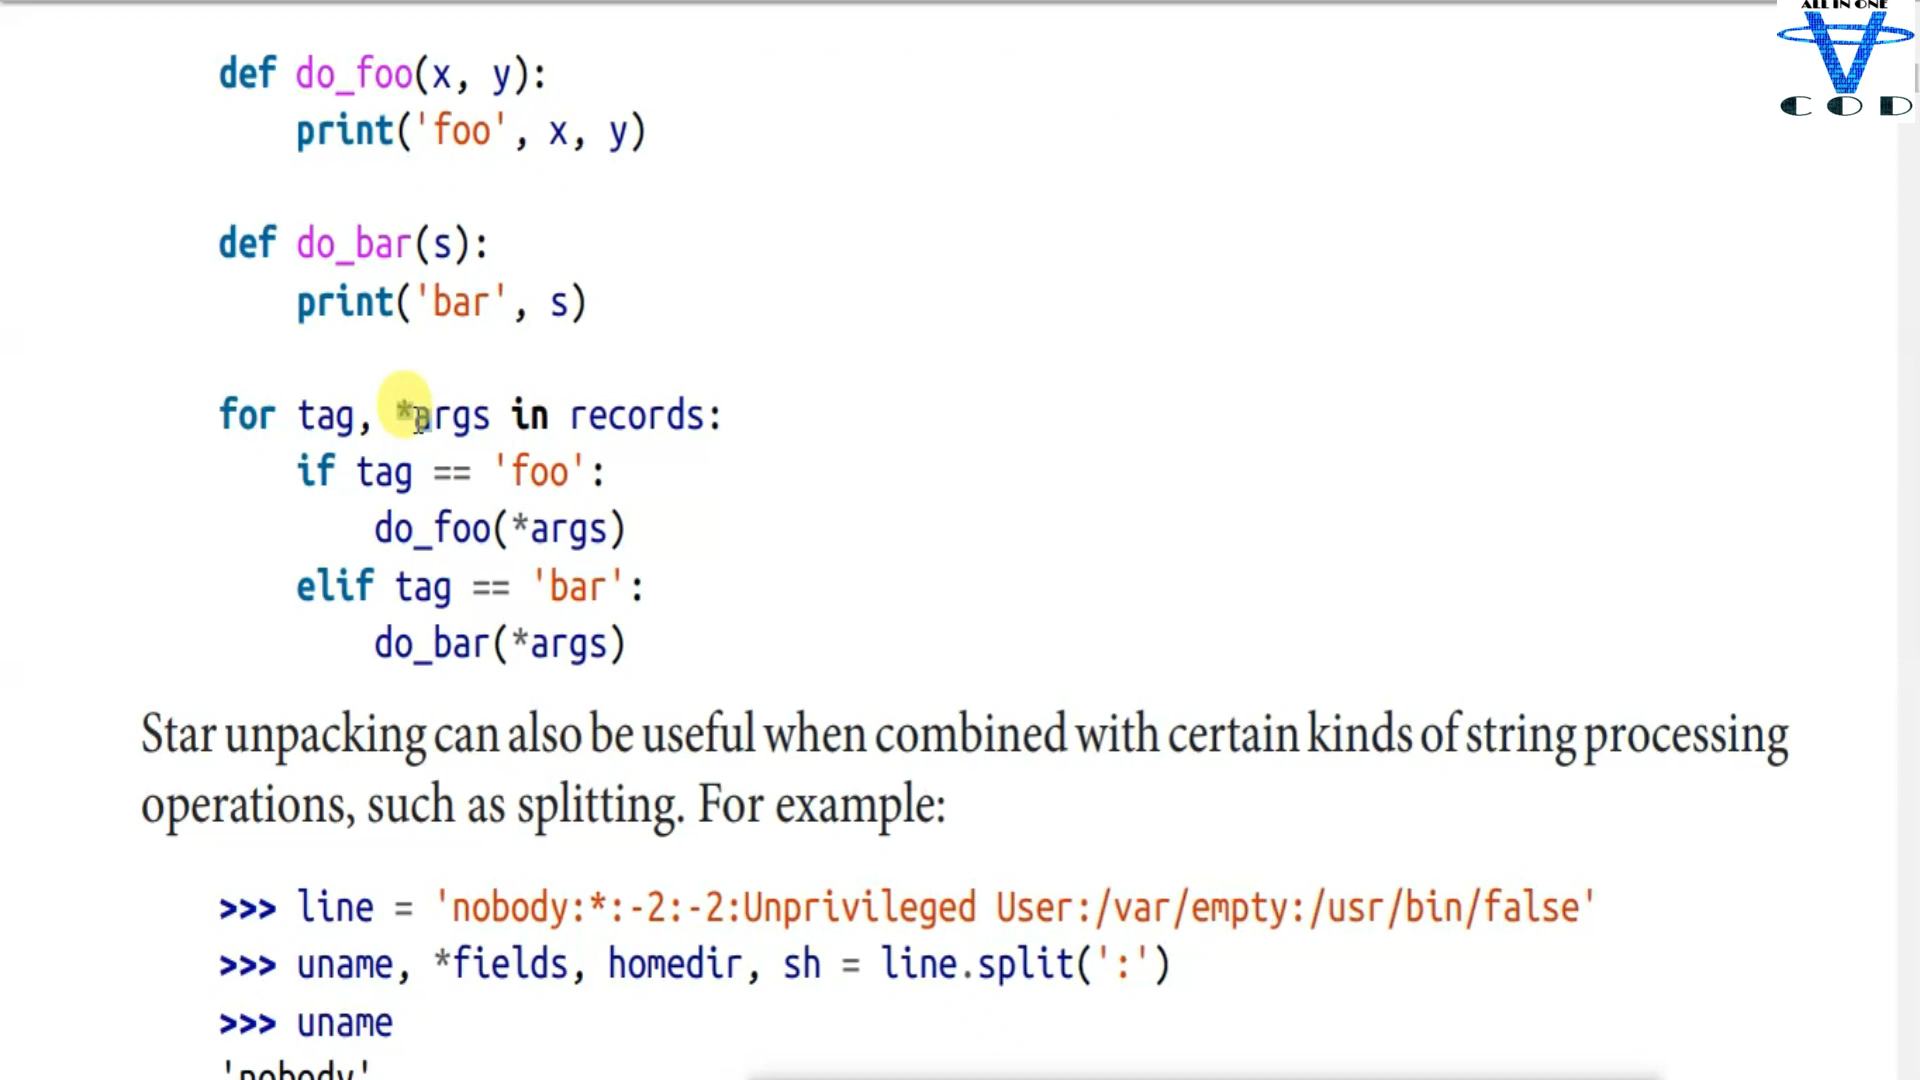 ALL IN ONE
COD
def do_foo(x, y):
    print('foo', x, y)
def do_bar(s):
    print('bar', s)
for tag, *args in records:
    if tag == 'foo':
        do_foo(*args)
    elif tag == 'bar':
        do_bar(*args)
Star unpacking can also be useful when combined with certain kinds of string processing
operations, such as splitting. For example:
>>> line = 'nobody:*:-2:-2:Unprivileged User:/var/empty:/usr/bin/false'
>>> uname, *fields, homedir, sh = line.split(':')
>>> uname
'nobody'